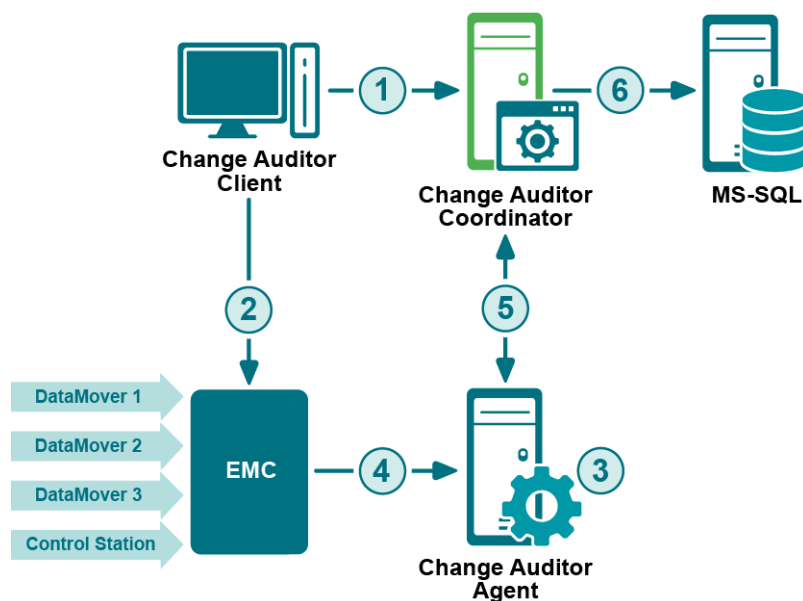 1
6
Change Auditor
Client
Change Auditor
Coordinator
MS-SQL
2
5
DataMover 1
DataMover 2
DataMover 3
Control Station
EMC
4
3
Change Auditor
Agent